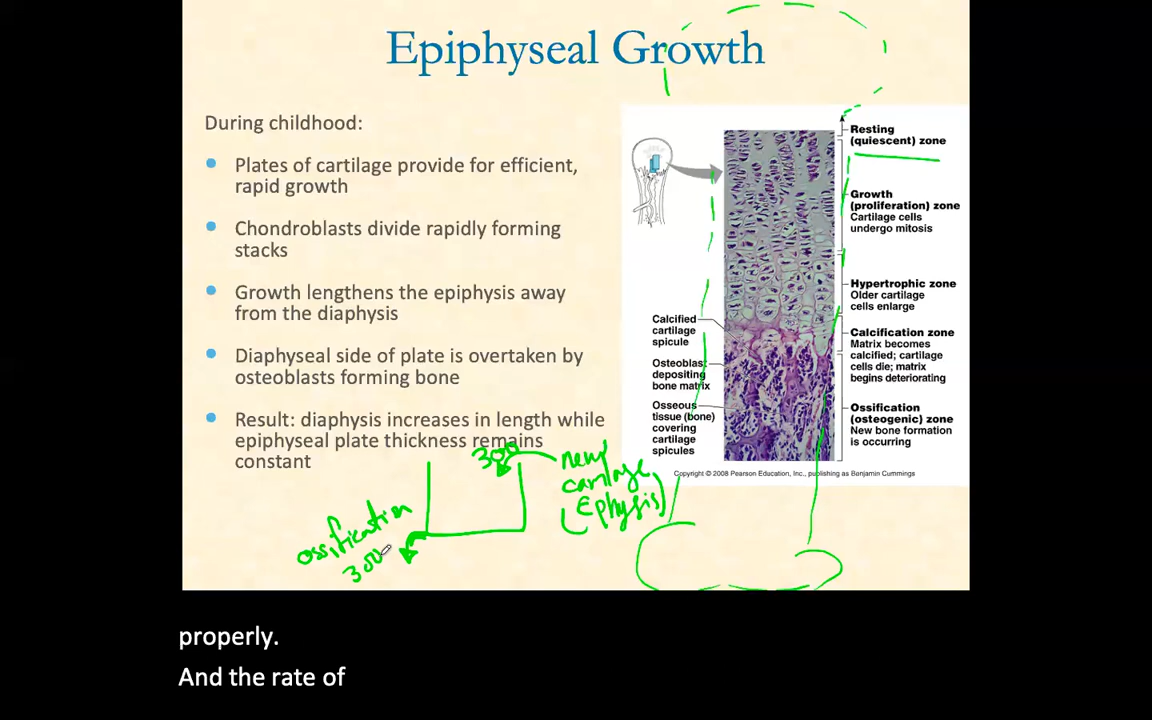 Epiphyseal Growth
During childhood:
Plates of cartilage provide for efficient,
rapid growth
Chondroblasts divide rapidly forming
stacks
Growth lengthens the epiphysis away
from the diaphysis
Diaphyseal side of plate is overtaken by
osteoblasts forming bone
Result: diaphysis increases in length while
epiphyseal plate thickness remains
constant
Resting
(quiescent) zone
Growth
(proliferation) zone
Cartilage cells
undergo mitosis
Hypertrophic zone
Older cartilage
cells enlarge
Calcification zone
Matrix becomes
calcified; cartilage
cells die; matrix
begins deteriorating
Ossification
(osteogenic) zone
New bone formation
is occurring
Calcified
cartilage
spicule
Osteoblast
depositing
bone matrix
Osseous
tissue (bone)
covering
cartilage
spicules
Copyright © 2008 Pearson Education, Inc., publishing as Benjamin Cummings
300
new
cartilage
(Ephysis)
ossification
300
properly.
And the rate of